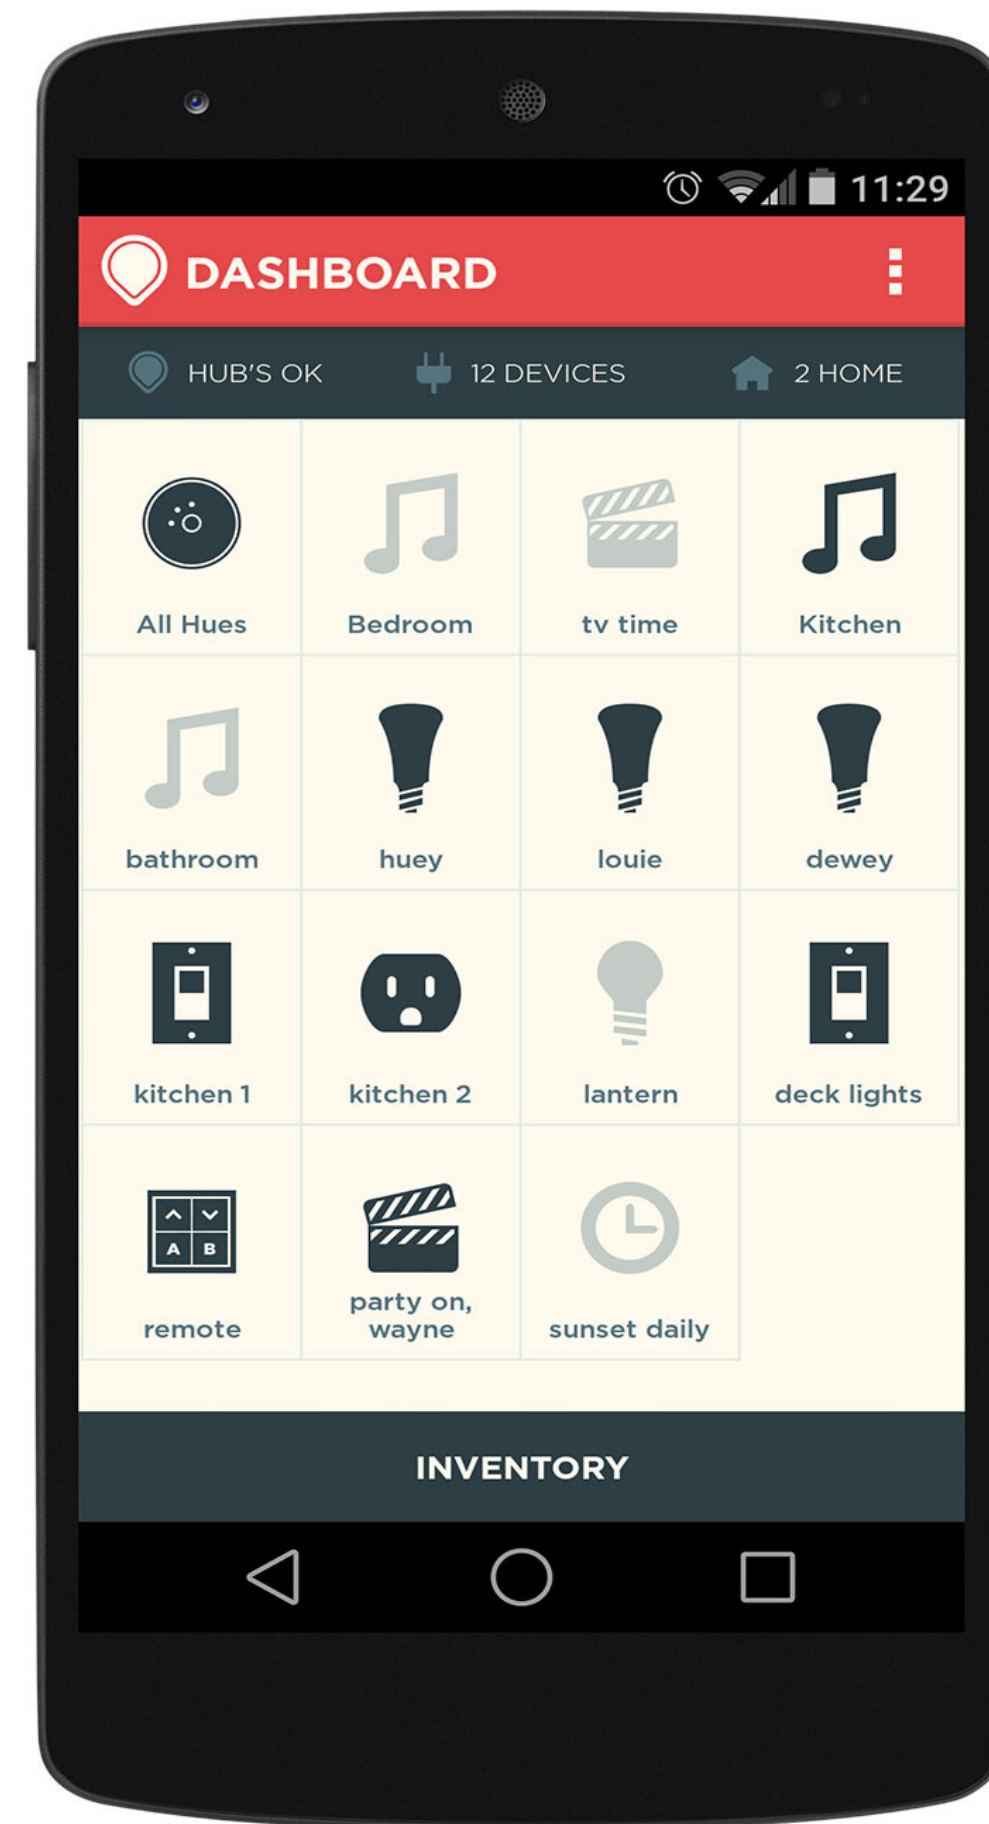 11:29
DASHBOARD
HUB'S OK 12 DEVICES 2 HOME
All Hues Bedroom tv time Kitchen
bathroom huey louie dewey
kitchen 1 kitchen 2 lantern deck lights
A B
remote party on,
wayne sunset daily
INVENTORY